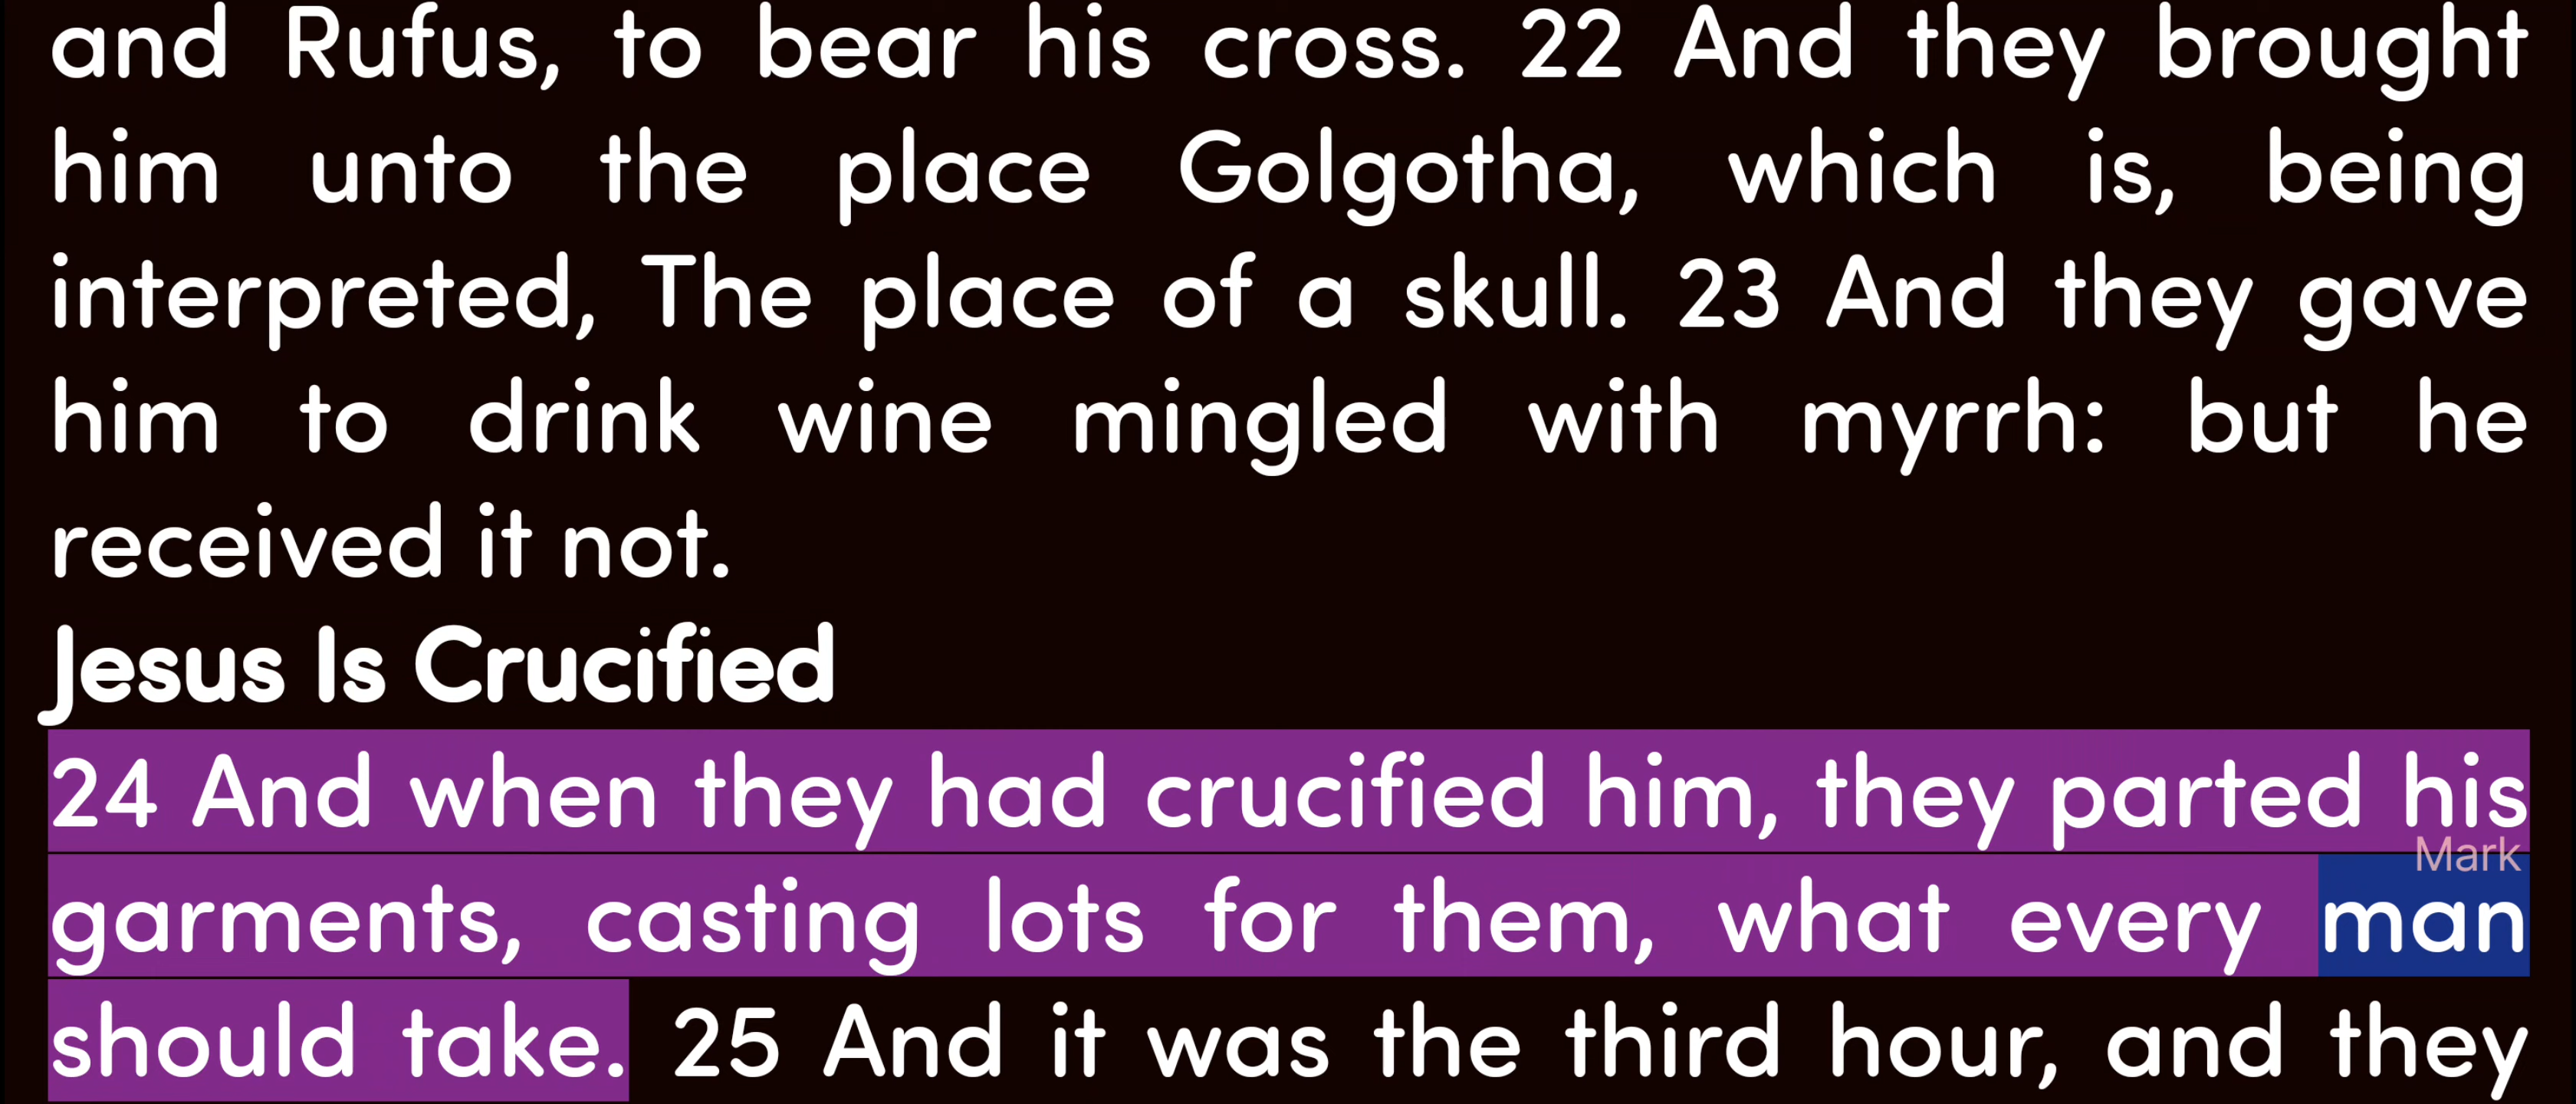 and Rufus, to bear his cross. 22 And they brought
him unto the place Golgotha, which is, being
interpreted, The place of a skull. 23 And they gave
him to drink wine mingled with myrrh: but he
received it not.
Jesus Is Crucified
24 And when they had crucified him, they parted his
Mark
garments, casting lots for them, what every man
should take. 25 And it was the third hour, and they